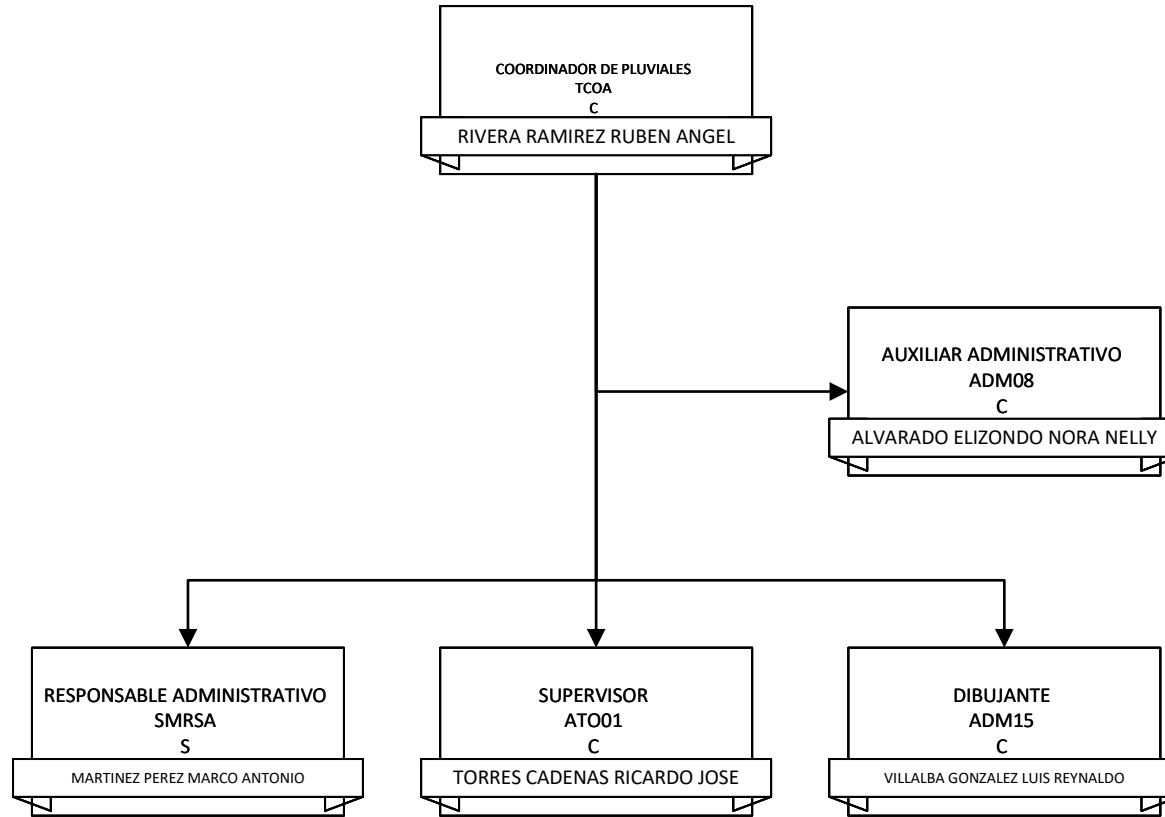 COORDINADOR DE PLUVIALES
TCOA
C
RIVERA RAMIREZ RUBEN ANGEL
AUXILIAR ADMINISTRATIVO
ADM08
C
ALVARADO ELIZONDO NORA NELLY
RESPONSABLE ADMINISTRATIVO
SMRSA
S
MARTINEZ PEREZ MARCO ANTONIO
SUPERVISOR
ATO01
C
TORRES CADENAS RICARDO JOSE
DIBUJANTE
ADM15
C
VILLALBA GONZALEZ LUIS REYNALDO